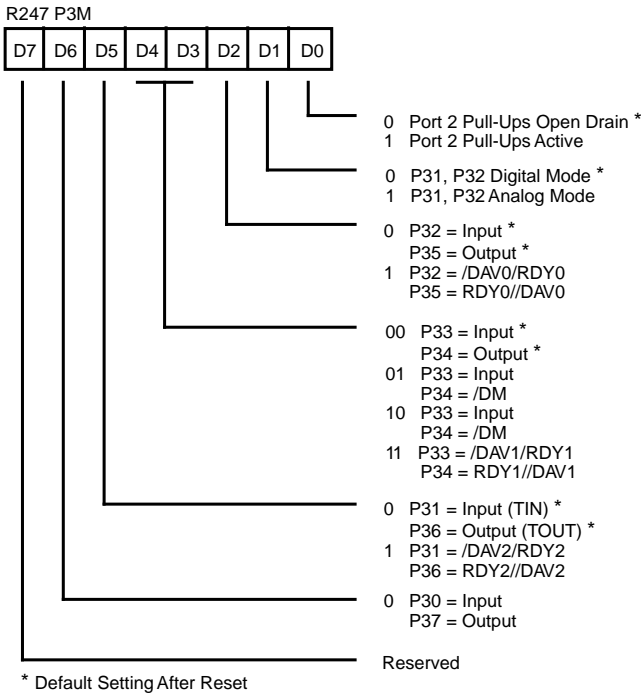 R247 P3M
D7 D6 D5 D4 D3 D2 D1 D0
0 Port 2 Pull-Ups Open Drain *
1 Port 2 Pull-Ups Active
0 P31, P32 Digital Mode *
1 P31, P32 Analog Mode
0 P32 = Input *
P35 = Output *
1 P32 = /DAV0/RDY0
P35 = RDY0//DAV0
00 P33 = Input *
P34 = Output *
01 P33 = Input
P34 = /DM
10 P33 = Input
P34 = /DM
11 P33 = /DAV1/RDY1
P34 = RDY1//DAV1
0 P31 = Input (TIN) *
P36 = Output (TOUT) *
1 P31 = /DAV2/RDY2
P36 = RDY2//DAV2
0 P30 = Input
P37 = Output
Reserved
* Default Setting After Reset